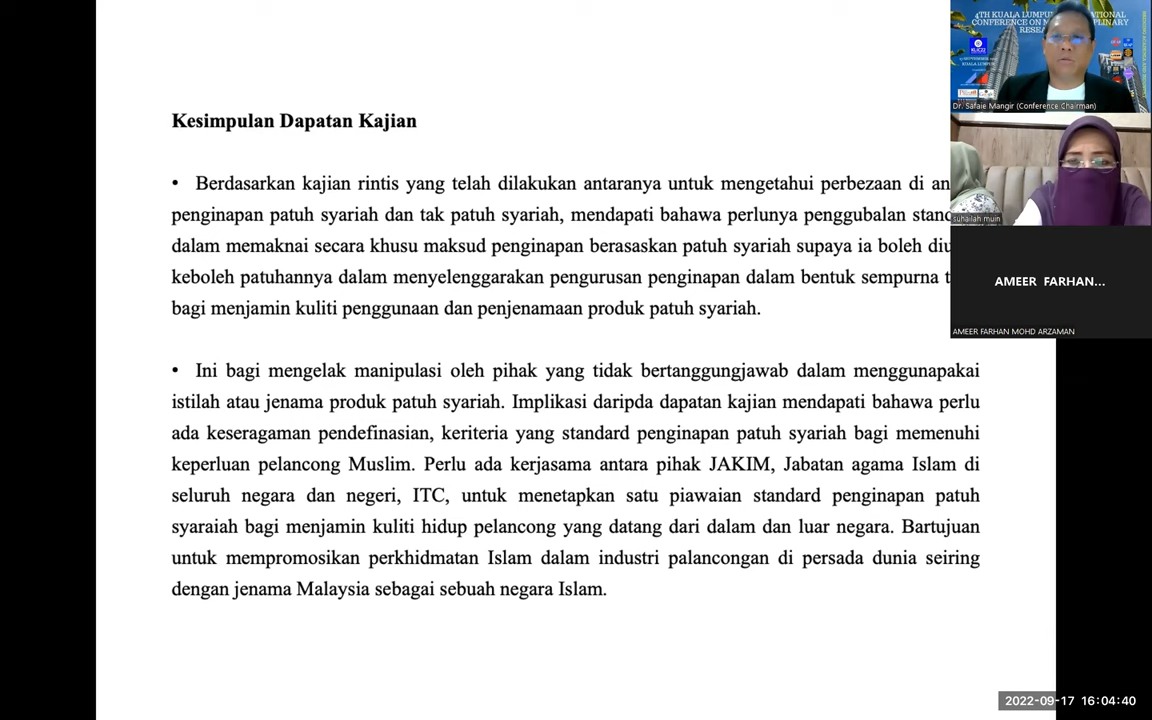 Kesimpulan Dapatan Kajian
• Berdasarkan kajian rintis yang telah dilakukan antaranya untuk mengetahui perbezaan di
penginapan patuh syariah dan tak patuh syariah, mendapati bahawa perlunya penggubalan
dalam memaknai secara khusu maksud penginapan berasaskan patuh syariah supaya ia boleh
keboleh patuhannya dalam menyelenggarakan pengurusan penginapan dalam bentuk sempurna
bagi menjamin kuliti penggunaan dan penjenamaan produk patuh syariah.
• Ini bagi mengelak manipulasi oleh pihak yang tidak bertanggungjawab dalam menggunapakai
istilah atau jenama produk patuh syariah. Implikasi daripda dapatan kajian mendapati bahawa perlu
ada keseragaman pendefinasian, keriteria yang standard penginapan patuh syariah bagi memenuhi
keperluan pelancong Muslim. Perlu ada kerjasama antara pihak JAKIM, Jabatan agama Islam di
seluruh negara dan negeri, ITC, untuk menetapkan satu piawaian standard penginapan patuh
syaraiah bagi menjamin kuliti hidup pelancong yang datang dari dalam dan luar negara. Bartujuan
untuk mempromosikan perkhidmatan Islam dalam industri palancongan di persada dunia seiring
dengan jenama Malaysia sebagai sebuah negara Islam.
4TH KUALA LUMPUR
CONFERENCE ON
Dr. Safaie Mangir (Conference Chairman)
suhailah muin
AMEER FARHAN...
AMEER FARHAN MOHD ARZAMAN
2022-09-17 16:04:40